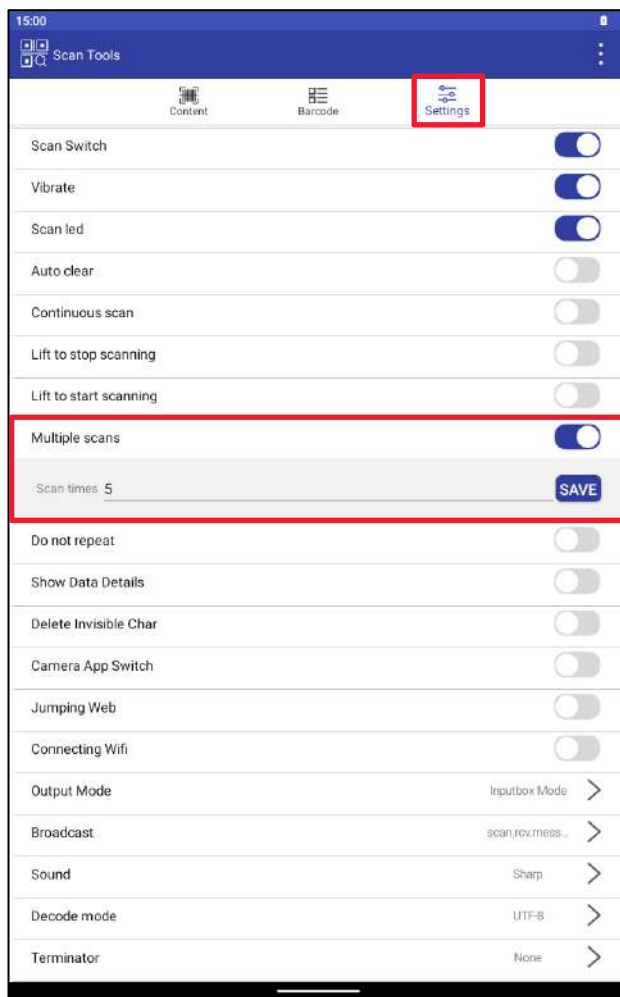 15:00
Scan Tools
Content Barcode Settings
Scan Switch
Vibrate
Scan led
Auto clear
Continuous scan
Lift to stop scanning
Lift to start scanning
Multiple scans
Scan times 5 SAVE
Do not repeat
Show Data Details
Delete Invisible Char
Camera App Switch
Jumping Web
Connecting Wifi
Output Mode Inputbox Mode
Broadcast scan.rcv.mess...
Sound Sharp
Decode mode UTF-8
Terminator None